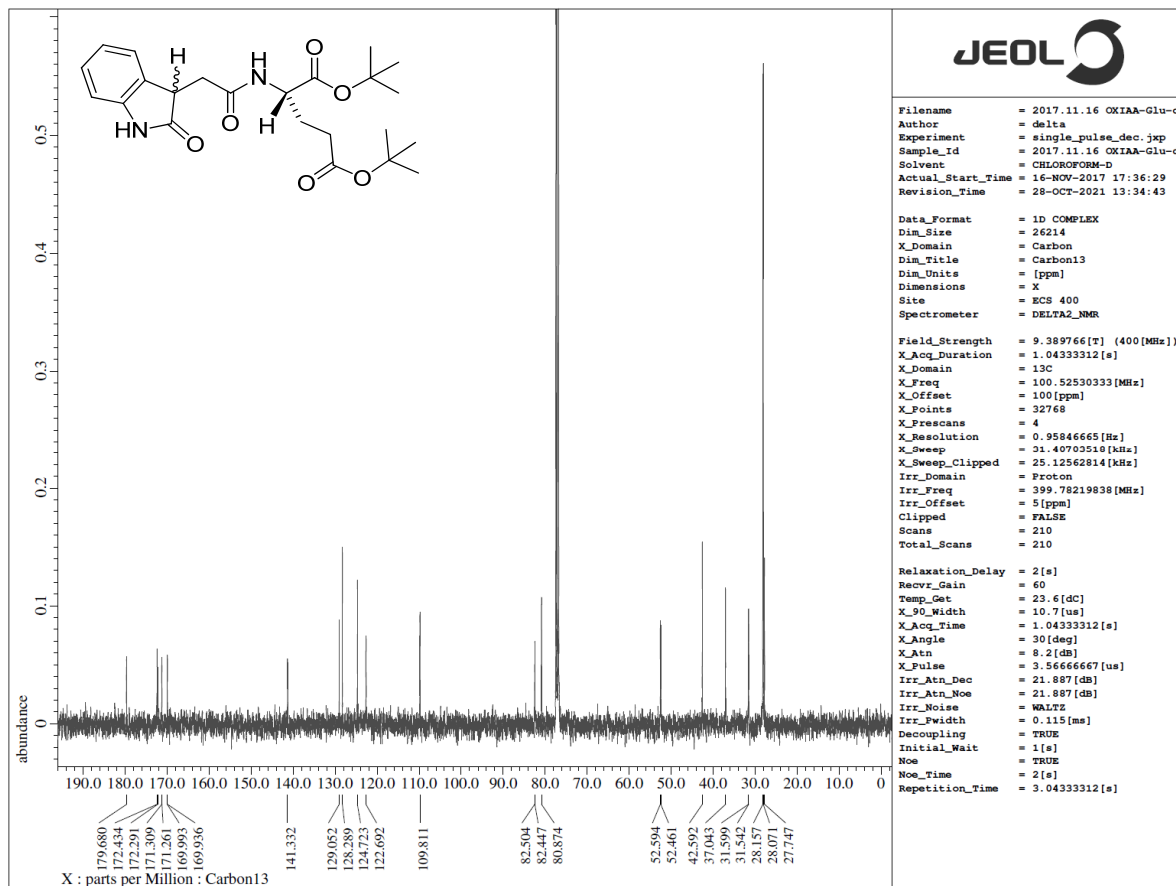 JEOL
H
HN
O
O
H
N
H
O
O
O
O
Filename = 2017.11.16 OXIAA-Glu-
Author = delta
Experiment = single_pulse_dec.jxp
Sample_Id = 2017.11.16 OXIAA-Glu-
Solvent = CHLOROFORM-D
Actual_Start_Time = 16-NOV-2017 17:36:29
Revision_Time = 28-OCT-2021 13:34:43
Data_Format = 1D COMPLEX
Dim_Size = 26214
X_Domain = Carbon
Dim_Title = Carbon13
Dim_Units = [ppm]
Dimensions = X
Site = ECS 400
Spectrometer = DELTA2_NMR
Field_Strength = 9.389766[T] (400[MHz])
X_Acq_Duration = 1.04333312[s]
X_Domain = 13C
X_Freq = 100.52530333[MHz]
X_Offset = 100[ppm]
X_Points = 32768
X_Prescans = 4
X_Resolution = 0.95846665[Hz]
X_Sweep = 31.40703518[kHz]
X_Sweep_Clipped = 25.12562814[kHz]
Irr_Domain = Proton
Irr_Freq = 399.78219838[MHz]
Irr_Offset = 5[ppm]
Clipped = FALSE
Scans = 210
Total_Scans = 210
Relaxation_Delay = 2[s]
Recvr_Gain = 60
Temp_Get = 23.6[dC]
X_90_Width = 10.7[us]
X_Acq_Time = 1.04333312[s]
X_Angle = 30[deg]
X_Atn = 8.2[dB]
X_Pulse = 3.56666667[us]
Irr_Atn_Dec = 21.887[dB]
Irr_Atn_Noe = 21.887[dB]
Irr_Noise = WALTZ
Irr_Pwidth = 0.115[ms]
Decoupling = TRUE
Initial_Wait = 1[s]
Noe = TRUE
Noe_Time = 2[s]
Repetition_Time = 3.04333312[s]
0.5
0.4
0.3
0.2
0.1
0
abundance
190.0 180.0 170.0 160.0 150.0 140.0 130.0 120.0 110.0 100.0 90.0 80.0 70.0 60.0 50.0 40.0 30.0 20.0 10.0 0
179.680
172.434
172.291
171.309
171.261
169.993
169.936
141.332
129.052
128.289
124.723
122.692
109.811
82.504
82.447
80.874
52.594
52.461
42.592
37.043
31.599
31.542
28.157
28.071
27.747
X : parts per Million : Carbon13